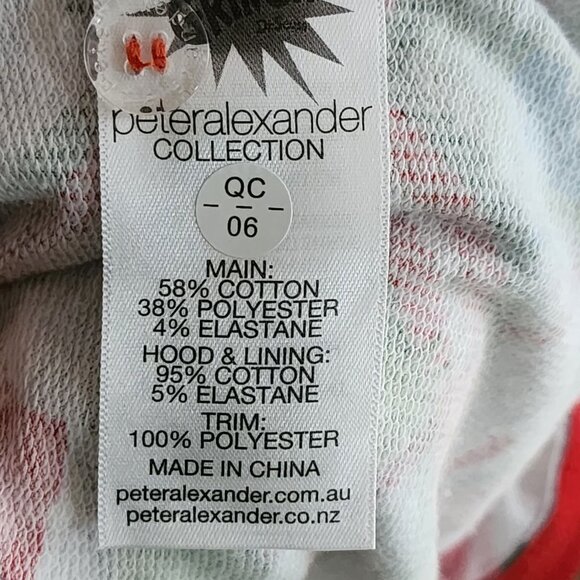 peteralexander
COLLECTION
QC
06
MAIN:
58% COTTON
38% POLYESTER
4% ELASTANE
HOOD & LINING:
95% COTTON
5% ELASTANE
TRIM:
100% POLYESTER
MADE IN CHINA
peteralexander.com.au
peteralexander.co.nz